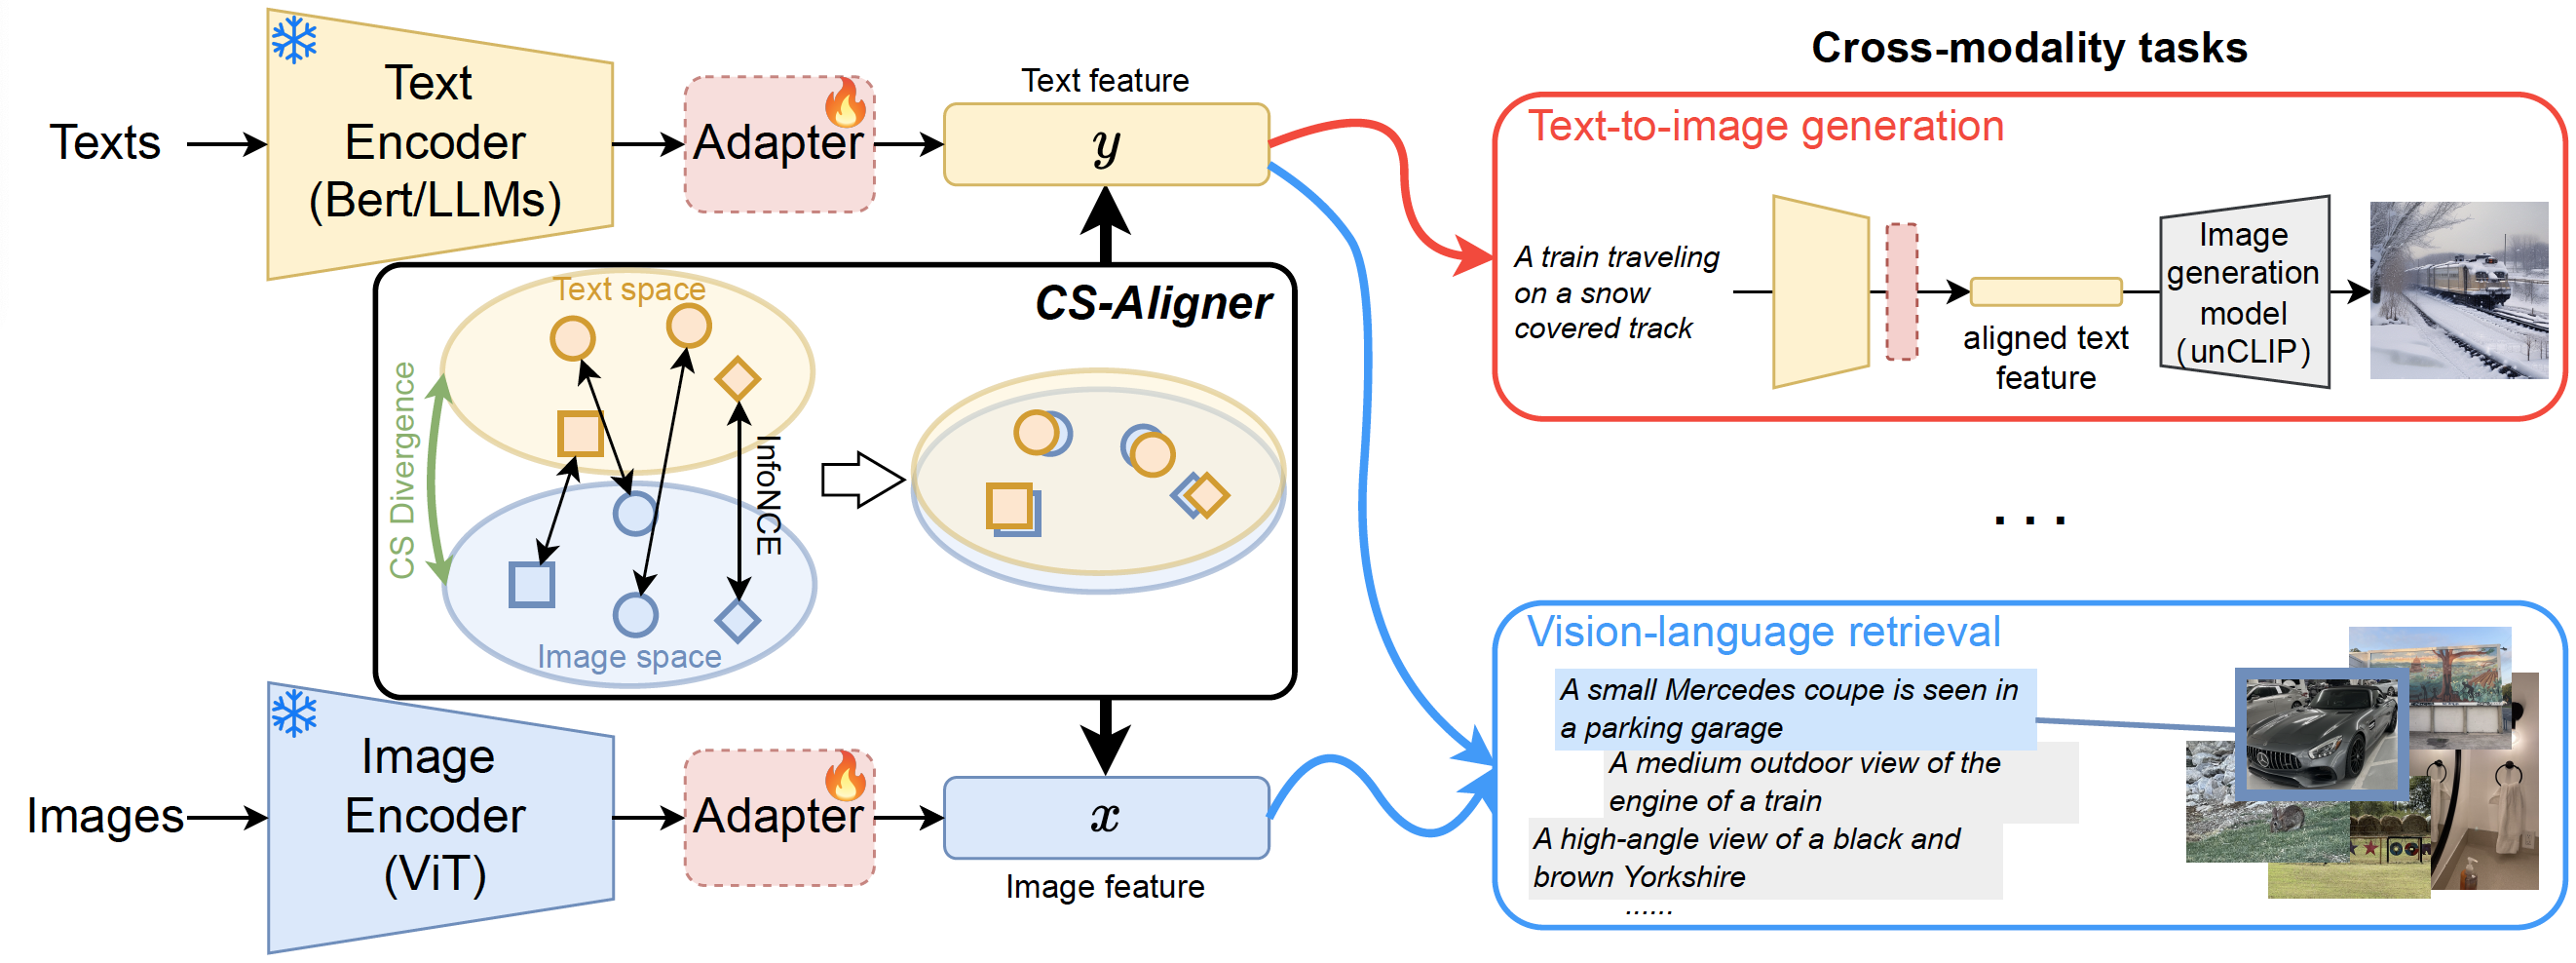 Texts
Text
Encoder
(Bert/LLMs)
Adapter
Text feature
y
CS-Aligner
Text space
CS Divergence
InfoNCE
Image space
Images
Image
Encoder
(ViT)
Adapter
x
Image feature
Cross-modality tasks
Text-to-image generation
A train traveling
on a snow
covered track
aligned text
feature
Image
generation
model
(unCLIP)
. . .
Vision-language retrieval
A small Mercedes coupe is seen in
a parking garage
A medium outdoor view of the
engine of a train
A high-angle view of a black and
brown Yorkshire
......